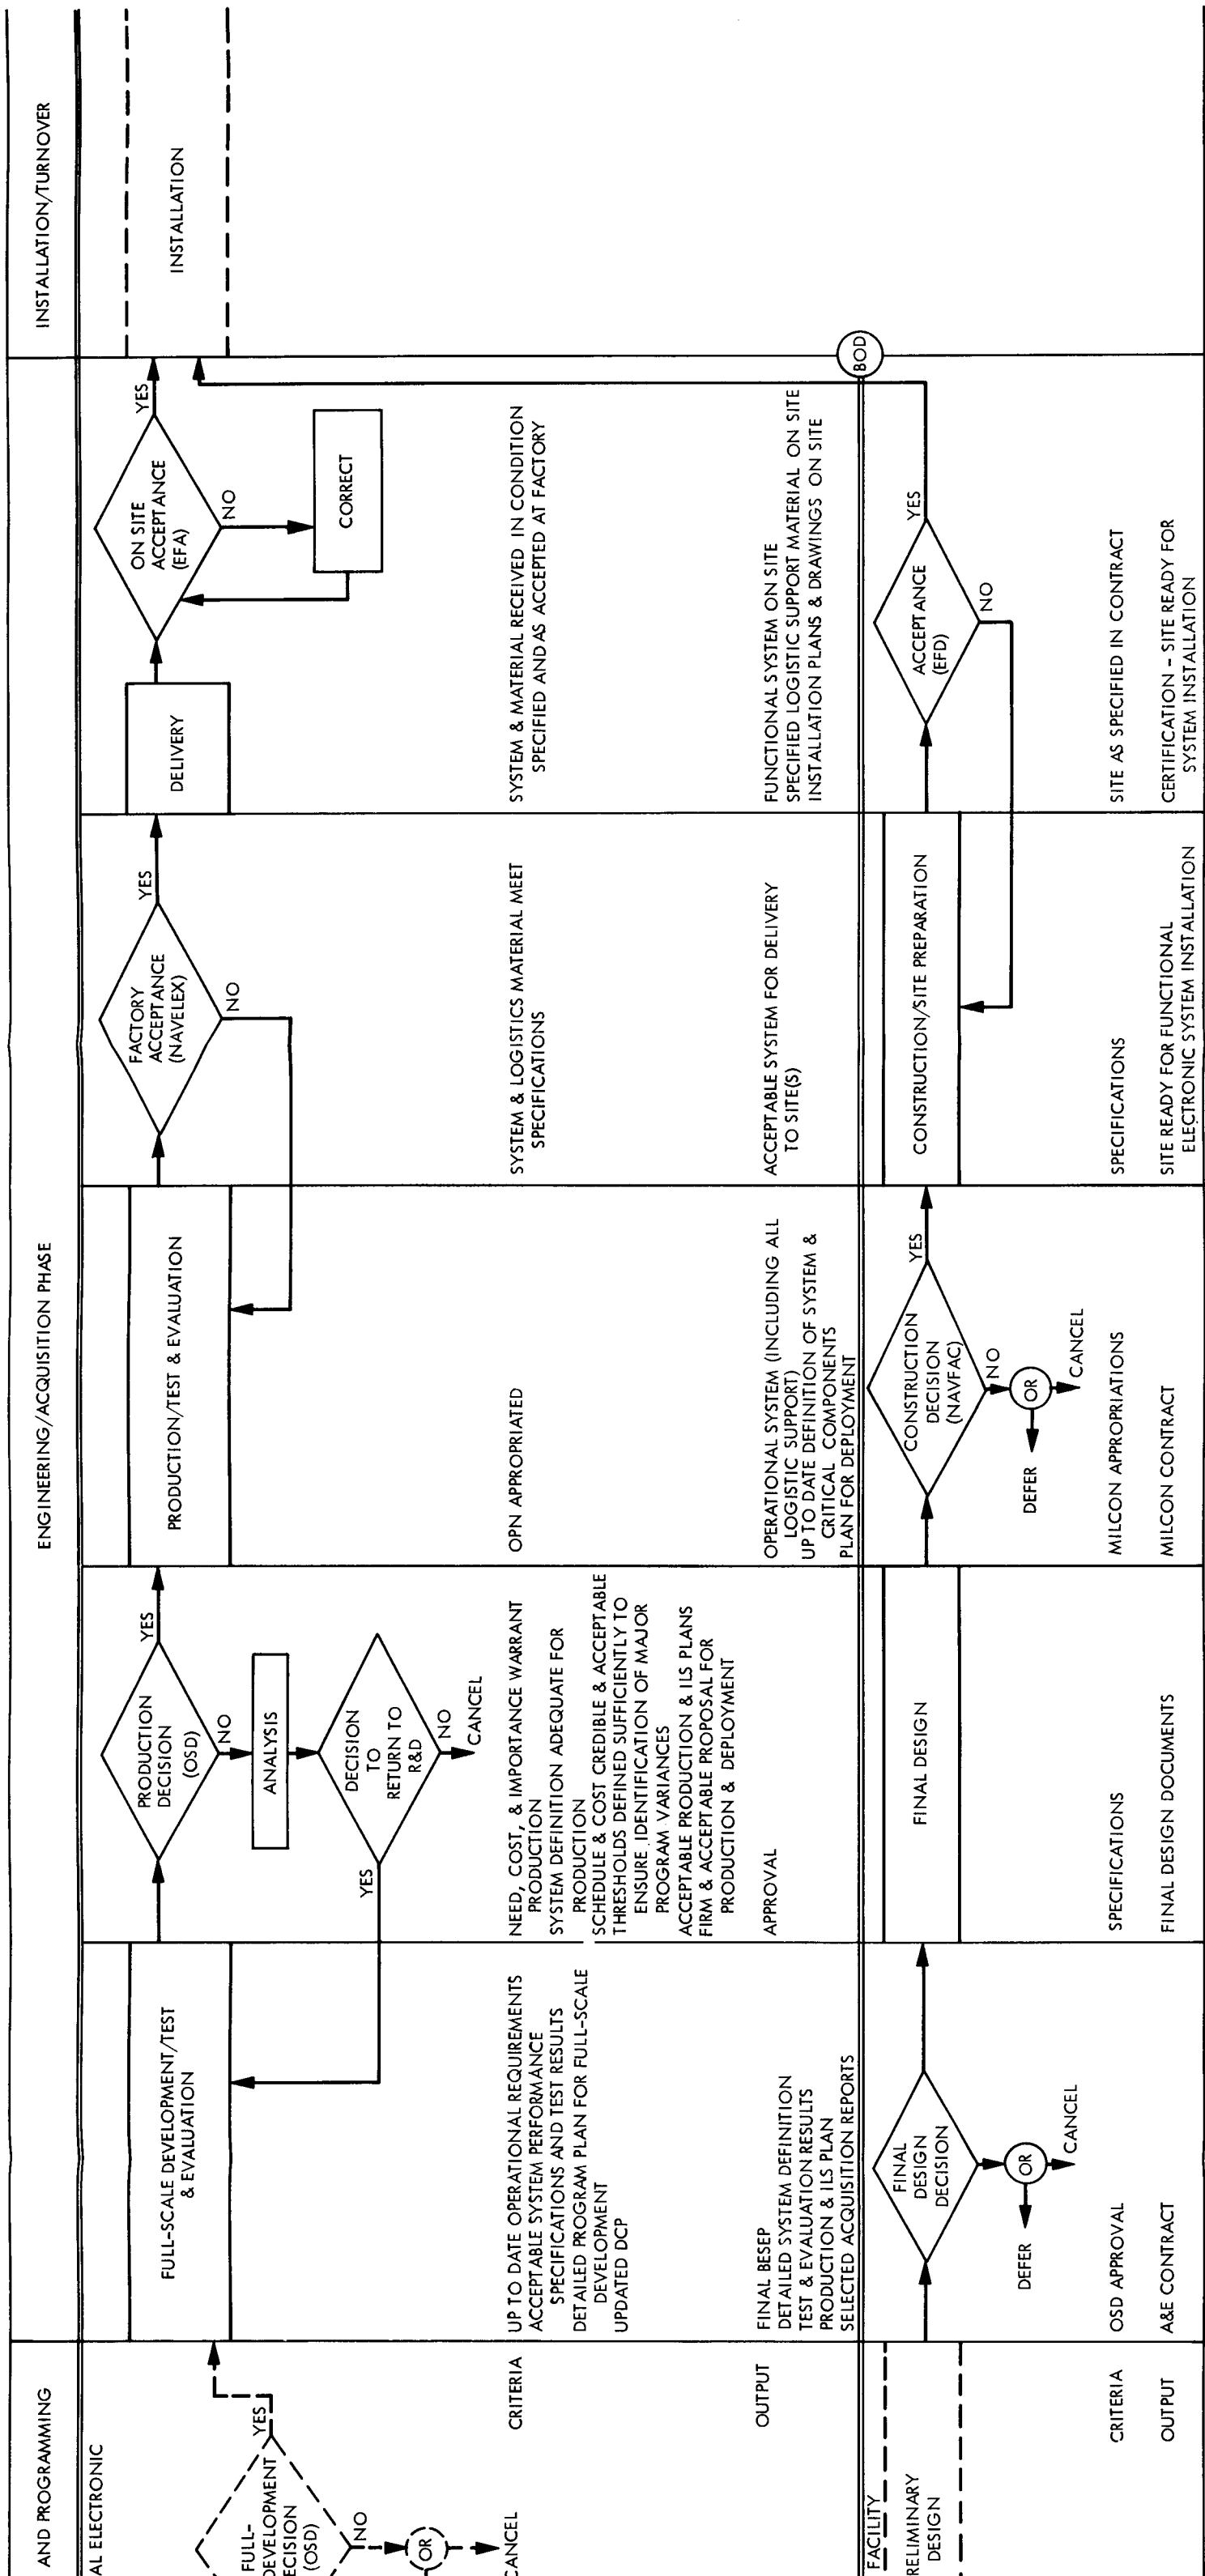 AND PROGRAMMING
ENGINEERING/ACQUISITION PHASE
INSTALLATION/TURNOVER
AL ELECTRONIC
FULL-
DEVELOPMENT
ECISION
(OSD)
YES
NO
OR
CANCEL
FULL-SCALE DEVELOPMENT/TEST
& EVALUATION
PRODUCTION
DECISION
(OSD)
YES
NO
ANALYSIS
DECISION
TO
RETURN TO
R&D
YES
NO
CANCEL
PRODUCTION/TEST & EVALUATION
FACTORY
ACCEPTANCE
(NAVELEX)
YES
NO
DELIVERY
ON SITE
ACCEPTANCE
(EFA)
YES
NO
CORRECT
INSTALLATION
CRITERIA
UP TO DATE OPERATIONAL REQUIREMENTS
ACCEPTABLE SYSTEM PERFORMANCE
SPECIFICATIONS AND TEST RESULTS
DETAILED PROGRAM PLAN FOR FULL-SCALE
DEVELOPMENT
UPDATED DCP
NEED, COST, & IMPORTANCE WARRANT
PRODUCTION
SYSTEM DEFINITION ADEQUATE FOR
PRODUCTION
SCHEDULE & COST CREDIBLE & ACCEPTABLE
THRESHOLDS DEFINED SUFFICIENTLY TO
ENSURE IDENTIFICATION OF MAJOR
PROGRAM VARIANCES
ACCEPTABLE PRODUCTION & ILS PLANS
FIRM & ACCEPTABLE PROPOSAL FOR
PRODUCTION & DEPLOYMENT
OPN APPROPRIATED
SYSTEM & LOGISTICS MATERIAL MEET
SPECIFICATIONS
SYSTEM & MATERIAL RECEIVED IN CONDITION
SPECIFIED AND AS ACCEPTED AT FACTORY
OUTPUT
FINAL BESEP
DETAILED SYSTEM DEFINITION
TEST & EVALUATION RESULTS
PRODUCTION & ILS PLAN
SELECTED ACQUISITION REPORTS
APPROVAL
OPERATIONAL SYSTEM (INCLUDING ALL
LOGISTIC SUPPORT)
UP TO DATE DEFINITION OF SYSTEM &
CRITICAL COMPONENTS
PLAN FOR DEPLOYMENT
ACCEPTABLE SYSTEM FOR DELIVERY
TO SITE(S)
FUNCTIONAL SYSTEM ON SITE
SPECIFIED LOGISTIC SUPPORT MATERIAL ON SITE
INSTALLATION PLANS & DRAWINGS ON SITE
BOD
FACILITY
RELIMINARY
DESIGN
FINAL
DESIGN
DECISION
OR
DEFER
CANCEL
FINAL DESIGN
CONSTRUCTION
DECISION
(NAVFAC)
YES
NO
OR
DEFER
CANCEL
CONSTRUCTION/SITE PREPARATION
ACCEPTANCE
(EFD)
YES
NO
CRITERIA
OSD APPROVAL
SPECIFICATIONS
MILCON APPROPRIATIONS
SPECIFICATIONS
SITE AS SPECIFIED IN CONTRACT
OUTPUT
A&E CONTRACT
FINAL DESIGN DOCUMENTS
MILCON CONTRACT
SITE READY FOR FUNCTIONAL
ELECTRONIC SYSTEM INSTALLATION
CERTIFICATION - SITE READY FOR
SYSTEM INSTALLATION